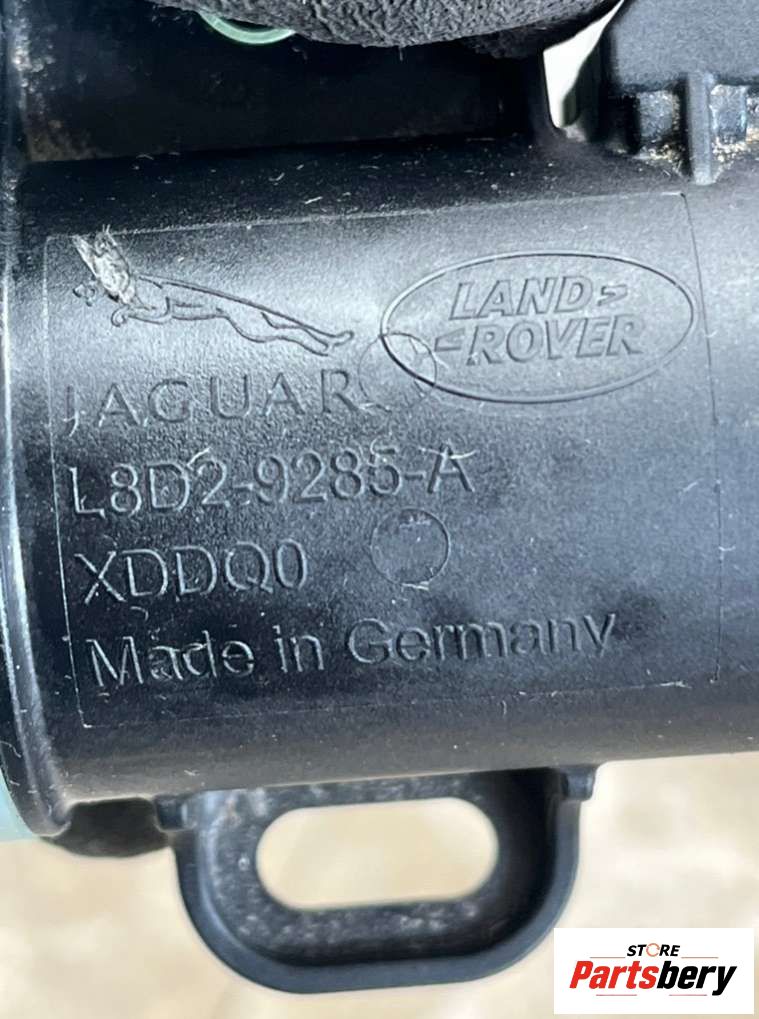 LAND
ROVER
JAGUAR
L8D2-9285-A
XDDQ0
Made in Germany
STORE
Partsbery